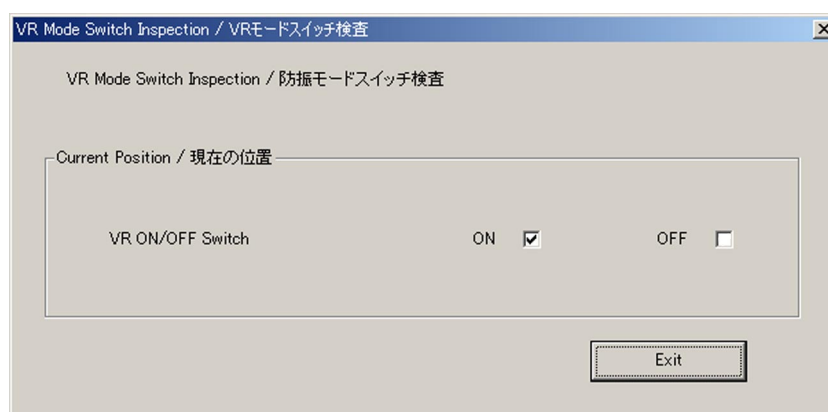 VR Mode Switch Inspection / VRモードスイッチ検査
VR Mode Switch Inspection / 防振モードスイッチ検査
Current Position / 現在の位置
VR ON/OFF Switch ON OFF
Exit